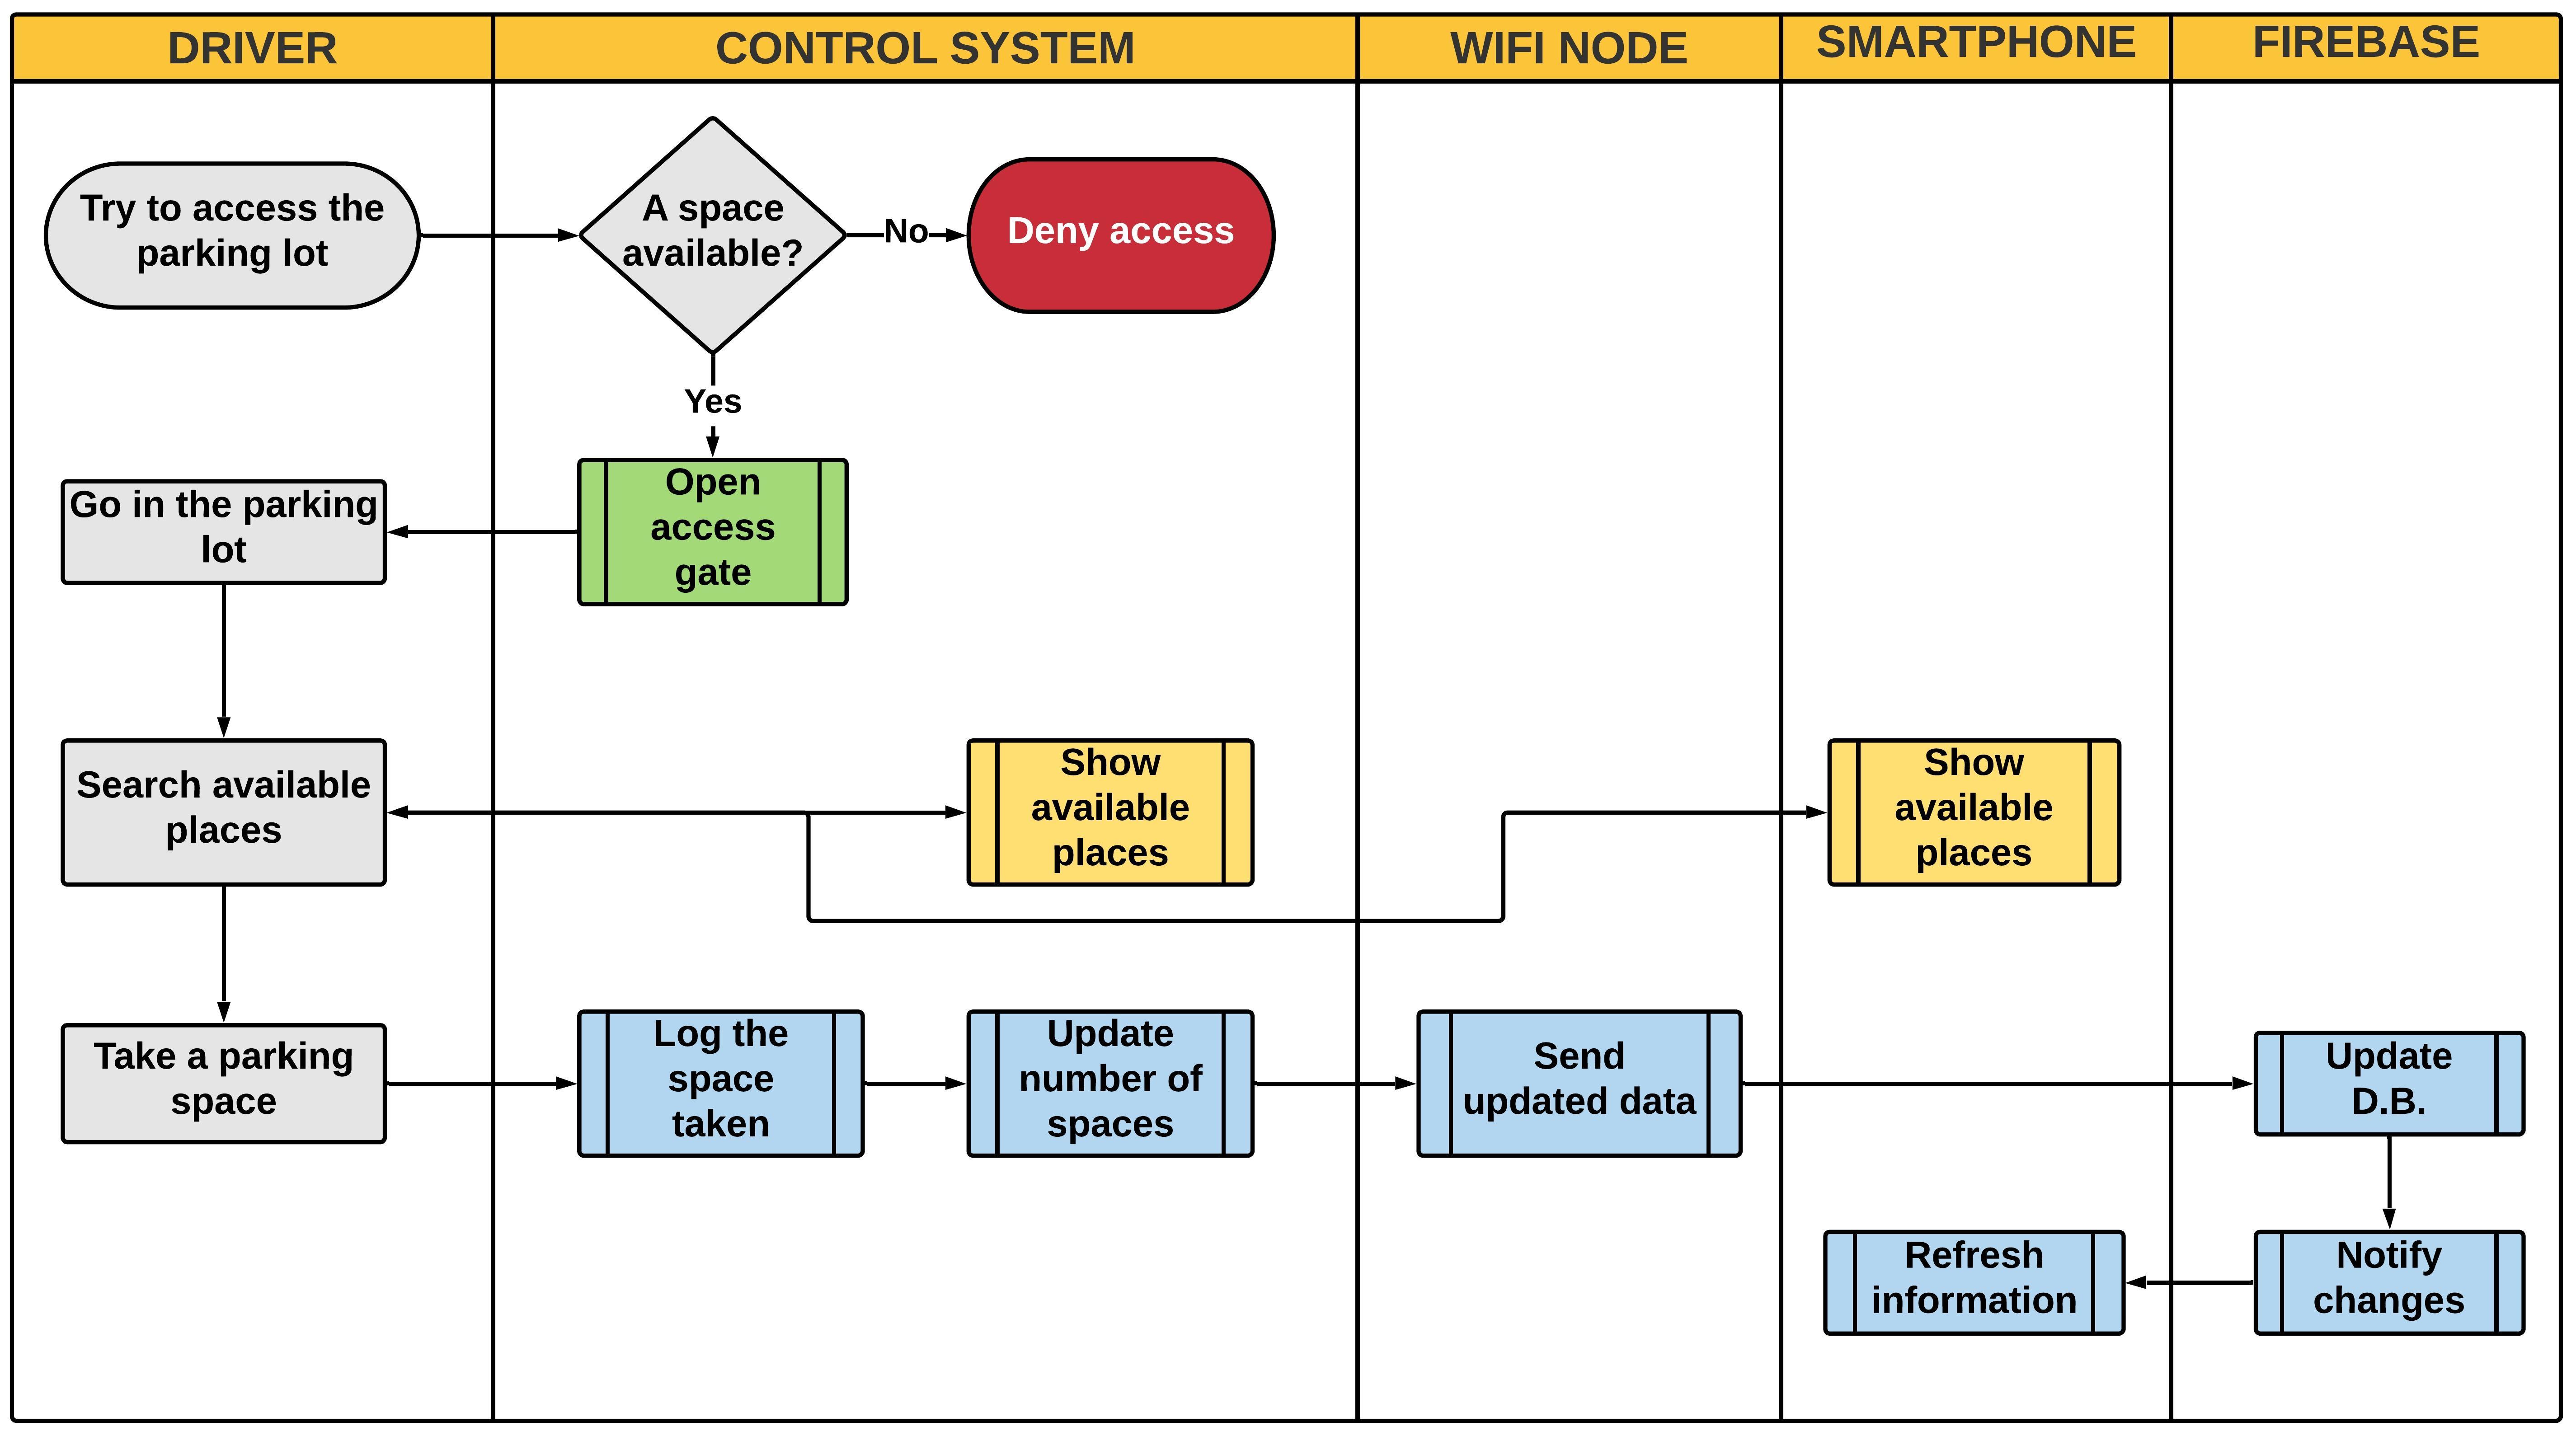 DRIVER
CONTROL SYSTEM
WIFI NODE
SMARTPHONE
FIREBASE
Try to access the
parking lot
A space
available?
No
Deny access
Yes
Open
access
gate
Go in the parking
lot
Search available
places
Show
available
places
Show
available
places
Take a parking
space
Log the
space
taken
Update
number of
spaces
Send
updated data
Update
D.B.
Refresh
information
Notify
changes